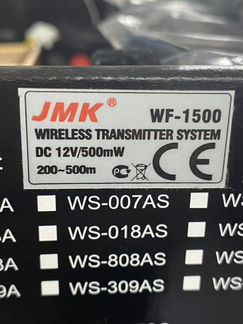 JMK® WF-1500
WIRELESS TRANSMITTER SYSTEM
DC 12V/500mW
200~500m CE
WS-007AS
WS-018AS
WS-808AS
WS-309AS